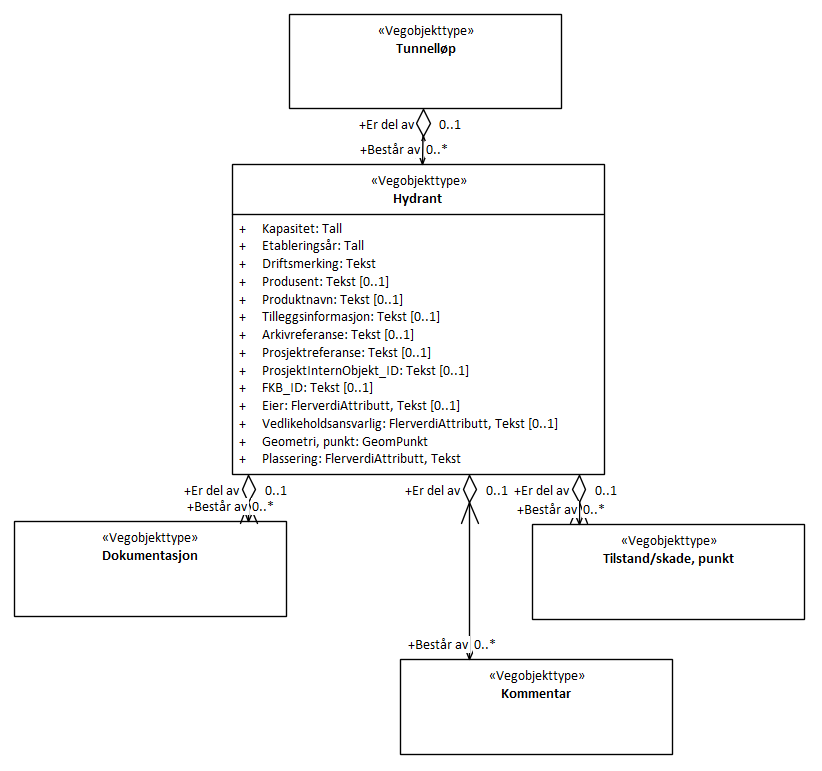 «Vegobjekttype»
Tunnelløp
+Er del av 0..1
+Består av 0..*
«Vegobjekttype»
Hydrant
+ Kapasitet: Tall
+ Etableringsår: Tall
+ Driftsmerking: Tekst
+ Produsent: Tekst [0..1]
+ Produktnavn: Tekst [0..1]
+ Tilleggsinformasjon: Tekst [0..1]
+ Arkivreferanse: Tekst [0..1]
+ Prosjektreferanse: Tekst [0..1]
+ ProsjektInternObjekt_ID: Tekst [0..1]
+ FKB_ID: Tekst [0..1]
+ Eier: FlerverdiAttributt, Tekst [0..1]
+ Vedlikeholdsansvarlig: FlerverdiAttributt, Tekst [0..1]
+ Geometri, punkt: GeomPunkt
+ Plassering: FlerverdiAttributt, Tekst
+Er del av 0..1 +Er del av 0..1 +Er del av 0..1
+Består av 0..* +Består av 0..*
«Vegobjekttype»
Dokumentasjon
«Vegobjekttype»
Tilstand/skade, punkt
+Består av 0..*
«Vegobjekttype»
Kommentar